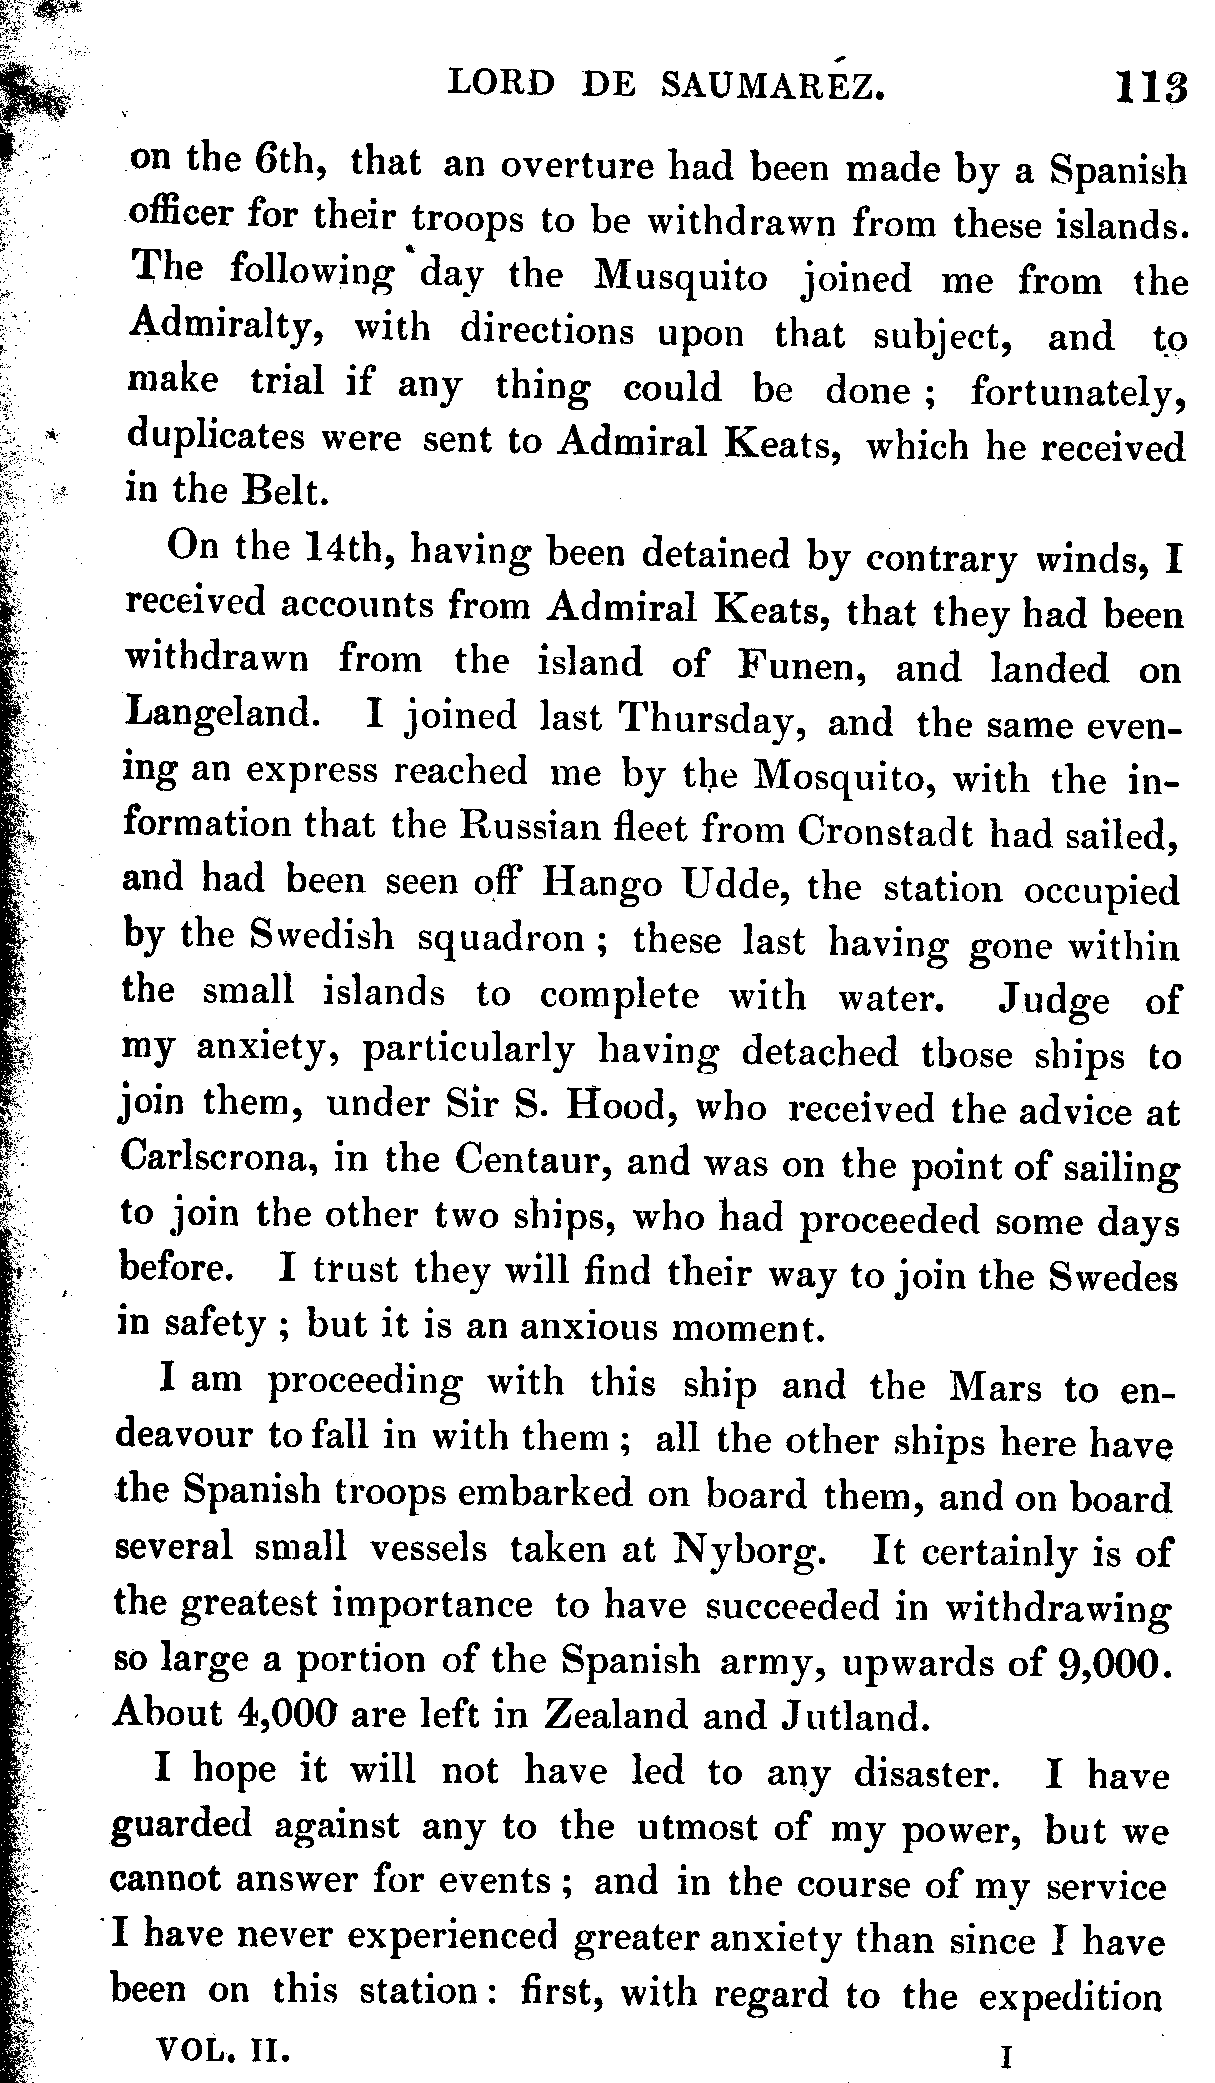 LORD DE SAUMARÉZ. 113
on the 6th, that an overture had been made by a Spanish
officer for their troops to be withdrawn from these islands.
The following day the Musquito joined me from the
Admiralty, with directions upon that subject, and to
make trial if any thing could be done ; fortunately,
duplicates were sent to Admiral Keats, which he received
in the Belt.
On the 14th, having been detained by contrary winds, I
received accounts from Admiral Keats, that they had been
withdrawn from the island of Funen, and landed on
Langeland. I joined last Thursday, and the same even-
ing an express reached me by the Mosquito, with the in-
formation that the Russian fleet from Cronstadt had sailed,
and had been seen off Hango Udde, the station occupied
by the Swedish squadron ; these last having gone within
the small islands to complete with water. Judge of
my anxiety, particularly having detached those ships to
join them, under Sir S. Hood, who received the advice at
Carlscrona, in the Centaur, and was on the point of sailing
to join the other two ships, who had proceeded some days
before. I trust they will find their way to join the Swedes
in safety ; but it is an anxious moment.
I am proceeding with this ship and the Mars to en-
deavour to fall in with them ; all the other ships here have
the Spanish troops embarked on board them, and on board
several small vessels taken at Nyborg. It certainly is of
the greatest importance to have succeeded in withdrawing
so large a portion of the Spanish army, upwards of 9,000.
About 4,000 are left in Zealand and Jutland.
I hope it will not have led to any disaster. I have
guarded against any to the utmost of my power, but we
cannot answer for events ; and in the course of my service
I have never experienced greater anxiety than since I have
been on this station : first, with regard to the expedition
VOL. II. I